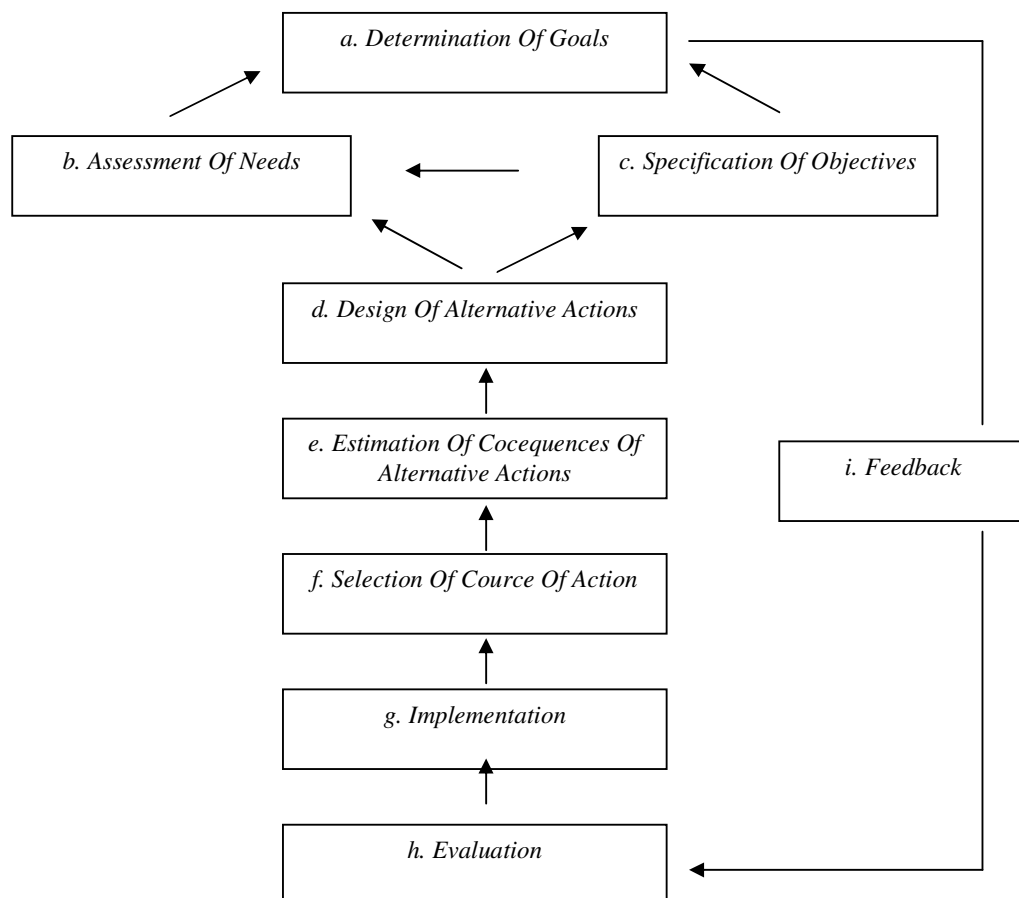 a. Determination Of Goals
b. Assessment Of Needs
c. Specification Of Objectives
d. Design Of Alternative Actions
e. Estimation Of Cocequences Of
Alternative Actions
i. Feedback
f. Selection Of Cource Of Action
g. Implementation
h. Evaluation